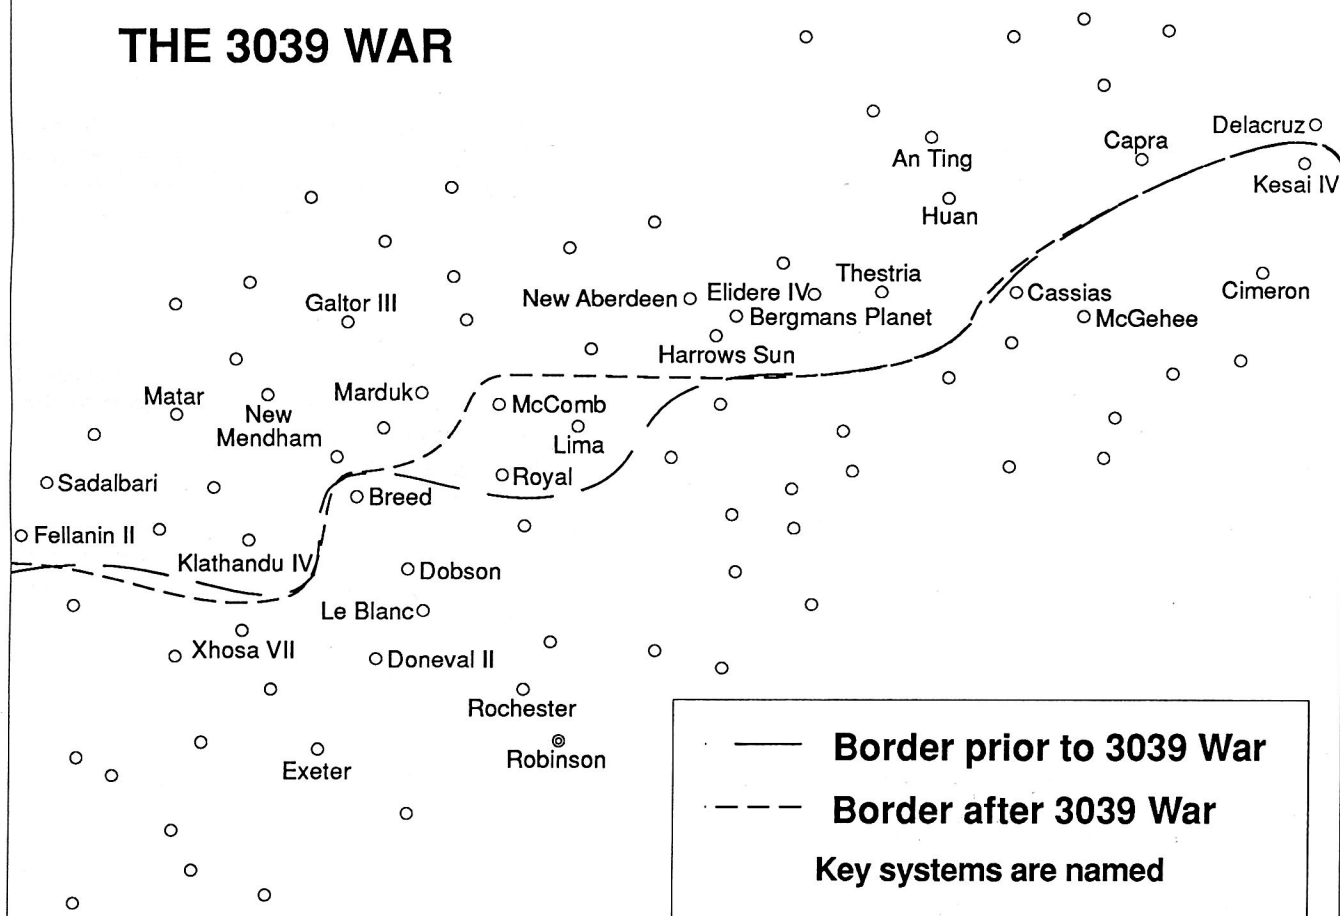 THE 3039 WAR
Delacruz
Capra
An Ting
Kesai IV
Huan
Thestria
Cimeron
Galtor III
New Aberdeen
Elidere IV
Cassias
Bergmans Planet
McGehee
Harrows Sun
Matar
New
Mendham
Marduk
McComb
Lima
Sadalbari
Royal
Breed
Fellanin II
Klathandu IV
Dobson
Le Blanc
Xhosa VII
Doneval II
Rochester
Robinson
Exeter
Border prior to 3039 War
Border after 3039 War
Key systems are named